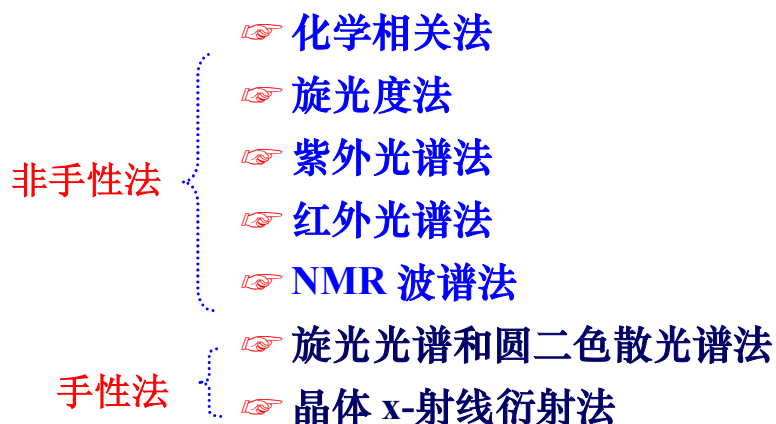 化学相关法
旋光度法
紫外光谱法
非手性法
红外光谱法
NMR 波谱法
旋光光谱和圆二色散光谱法
手性法
晶体 x-射线衍射法